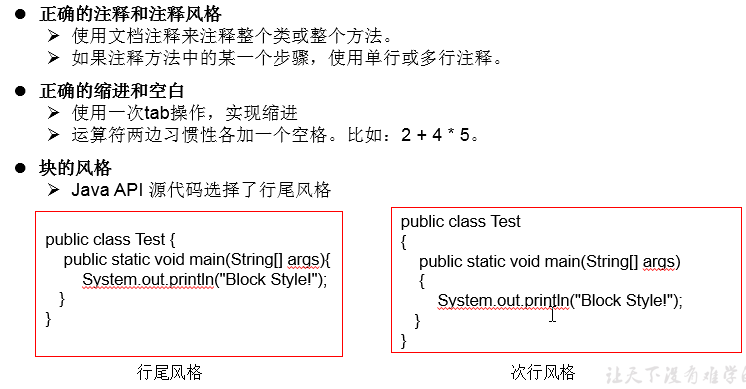 ● 正确的注释和注释风格
➢ 使用文档注释来注释整个类或整个方法。
➢ 如果注释方法中的某一个步骤，使用单行或多行注释。
● 正确的缩进和空白
➢ 使用一次tab操作，实现缩进
➢ 运算符两边习惯性各加一个空格。比如：2 + 4 * 5。
● 块的风格
➢ Java API 源代码选择了行尾风格
public class Test {
public static void main(String[] args){
System.out.println("Block Style!");
}
}
行尾风格
public class Test
{
public static void main(String[] args)
{
System.out.println("Block Style!");
}
}
次行风格
让天下没有难学